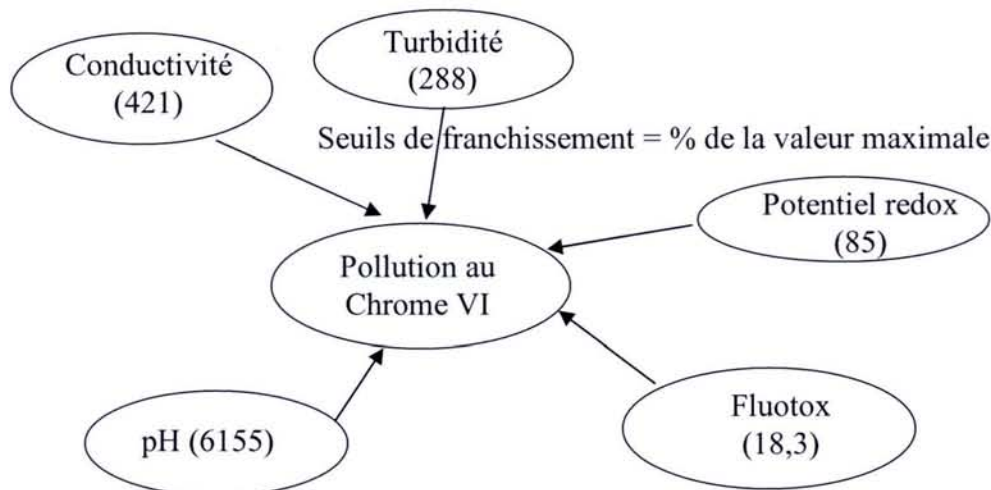 Turbidité
(288)
Conductivité
(421)
Seuils de franchissement = % de la valeur maximale
Potentiel redox
(85)
Pollution au
Chrome VI
Fluotox
(18,3)
pH (6155)